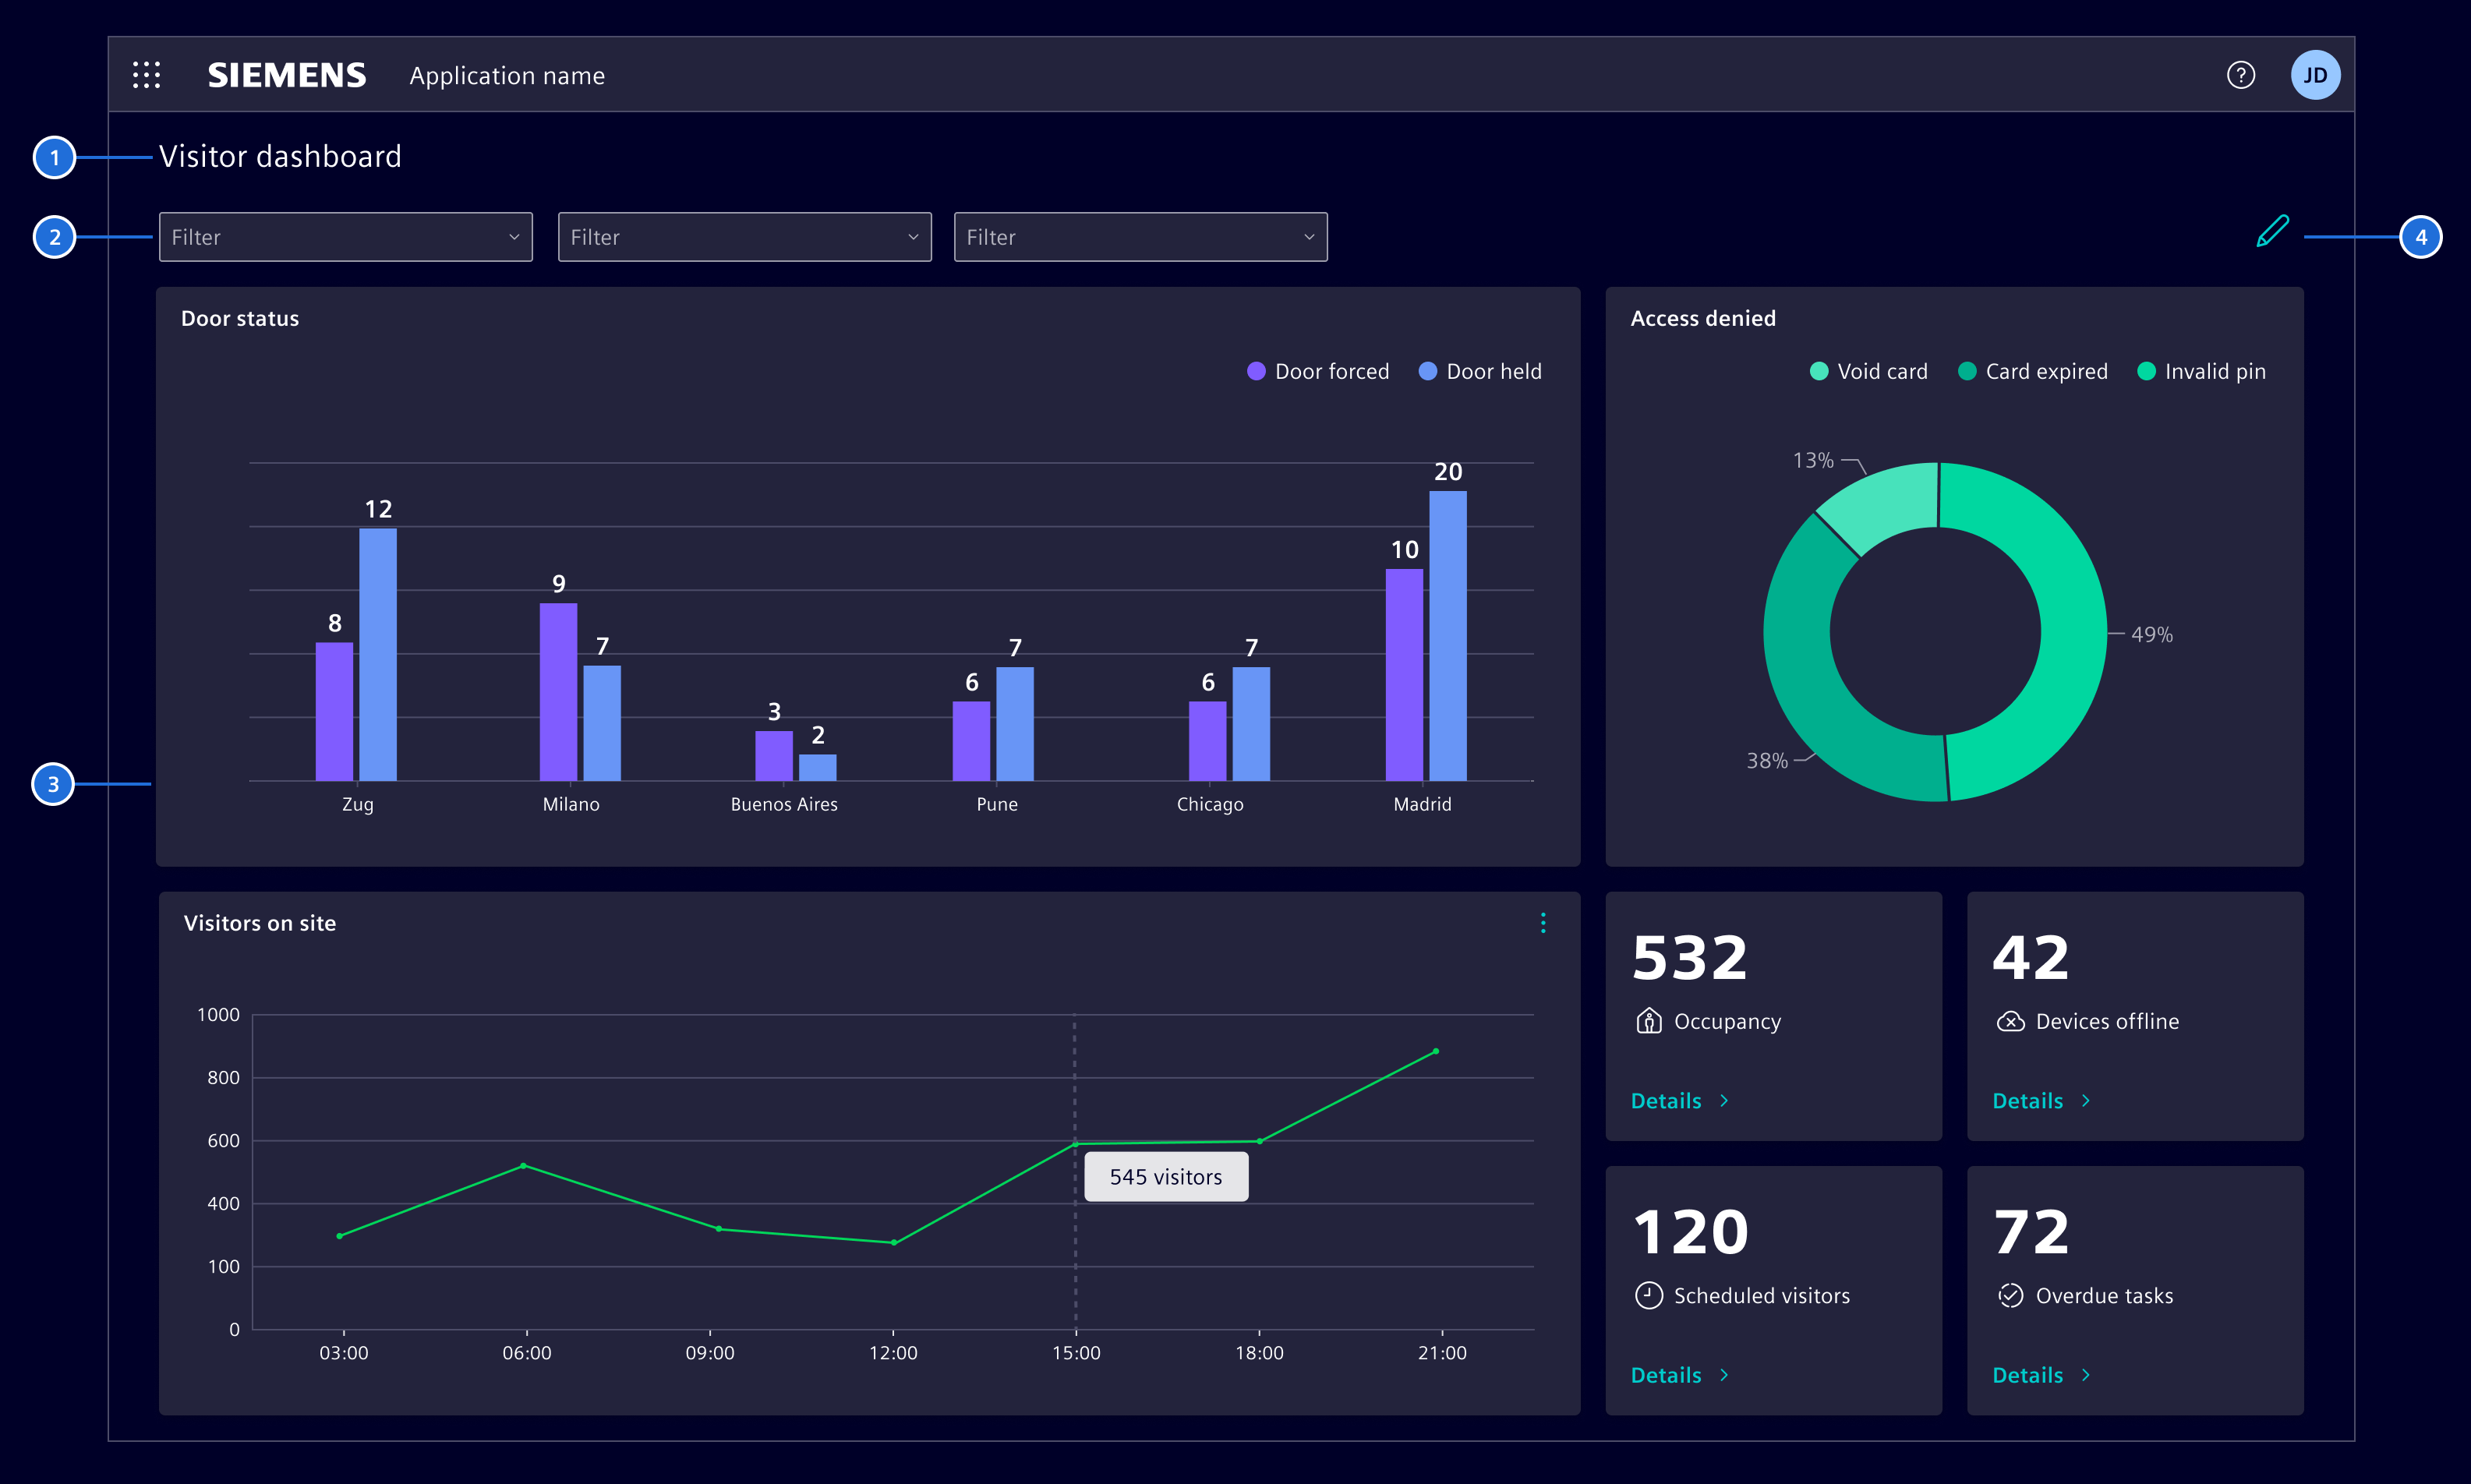 SIEMENS Application name ? JD
1 Visitor dashboard
2 Filter Filter Filter 4
Door status
Door forced Door held
12
8
9
7
3
2
6
7
6
7
10
20
3
Zug Milano Buenos Aires Pune Chicago Madrid
Access denied
Void card Card expired Invalid pin
13%
49%
38%
Visitors on site
1000
800
600
400
100
0
545 visitors
03:00 06:00 09:00 12:00 15:00 18:00 21:00
532
Occupancy
Details
42
Devices offline
Details
120
Scheduled visitors
Details
72
Overdue tasks
Details